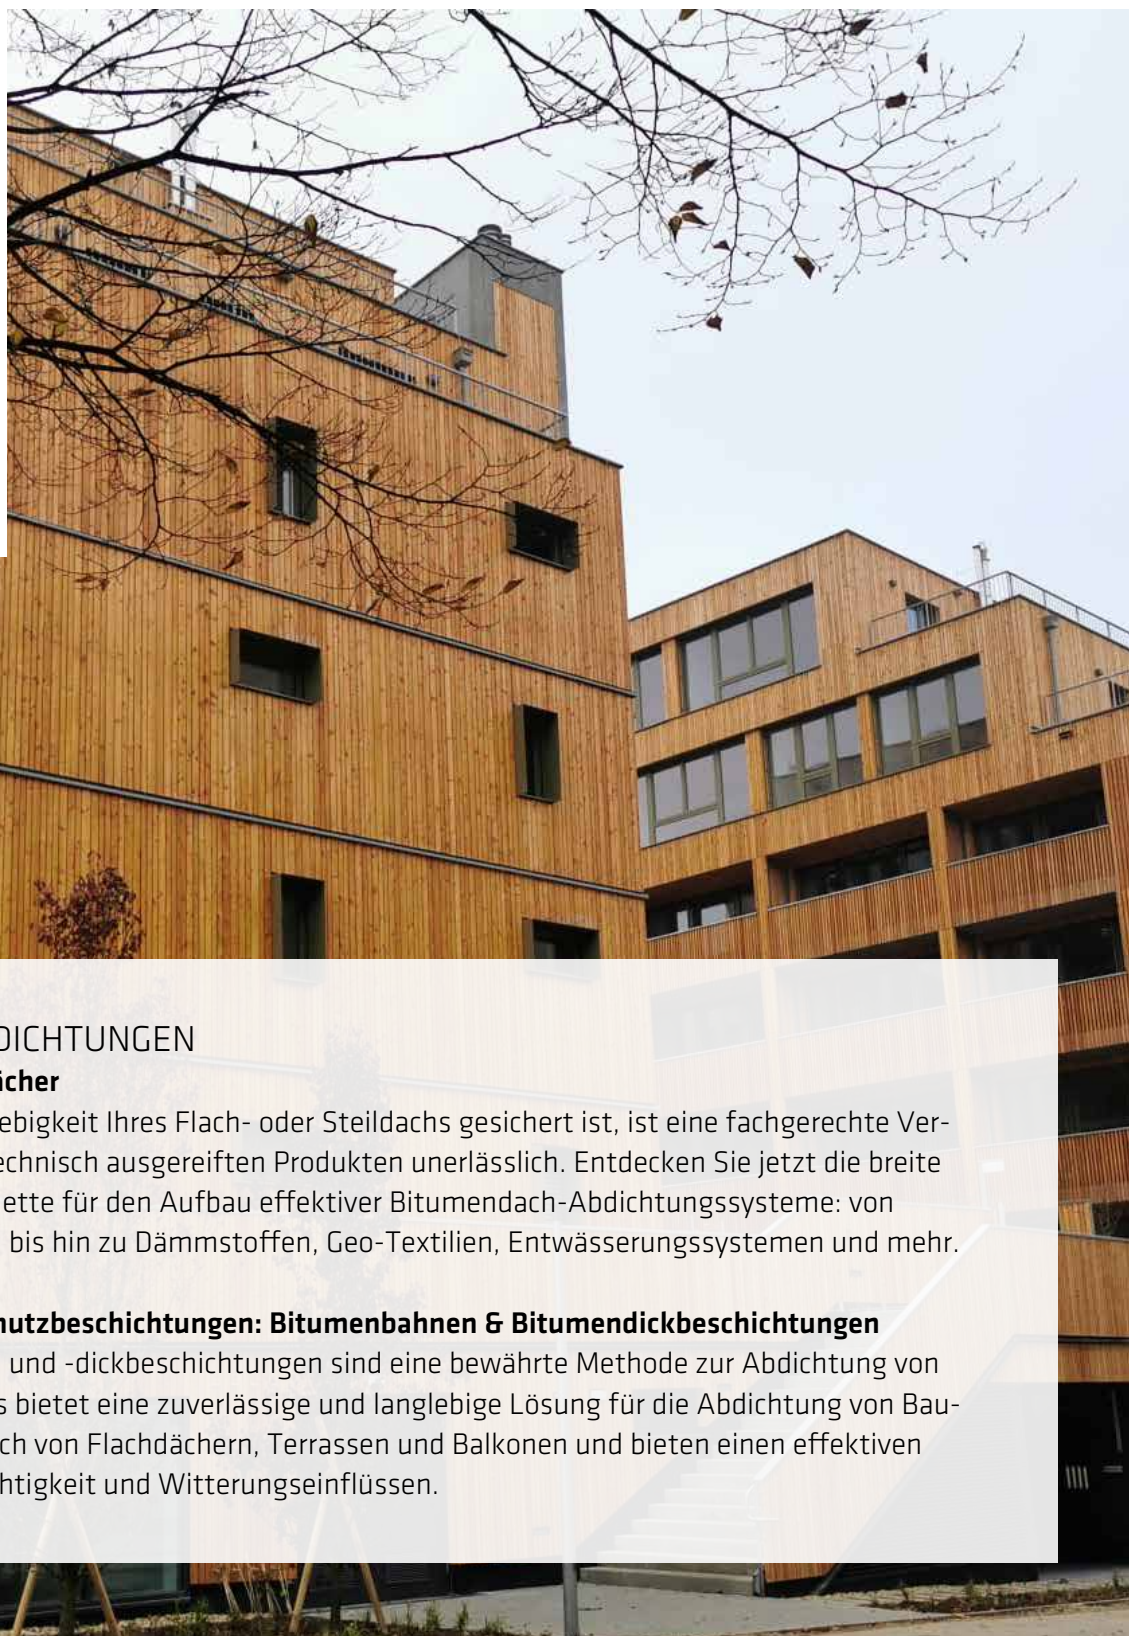 DICHTUNGEN
ächer
ebigkeit Ihres Flach- oder Steildachs gesichert ist, ist eine fachgerechte Ver-
echnisch ausgereiften Produkten unerlässlich. Entdecken Sie jetzt die breite
ette für den Aufbau effektiver Bitumendach-Abdichtungssysteme: von
bis hin zu Dämmstoffen, Geo-Textilien, Entwässerungssystemen und mehr.
hutzbeschichtungen: Bitumenbahnen & Bitumendickbeschichtungen
und -dickbeschichtungen sind eine bewährte Methode zur Abdichtung von
s bietet eine zuverlässige und langlebige Lösung für die Abdichtung von Bau-
ch von Flachdächern, Terrassen und Balkonen und bieten einen effektiven
htigkeit und Witterungseinflüssen.